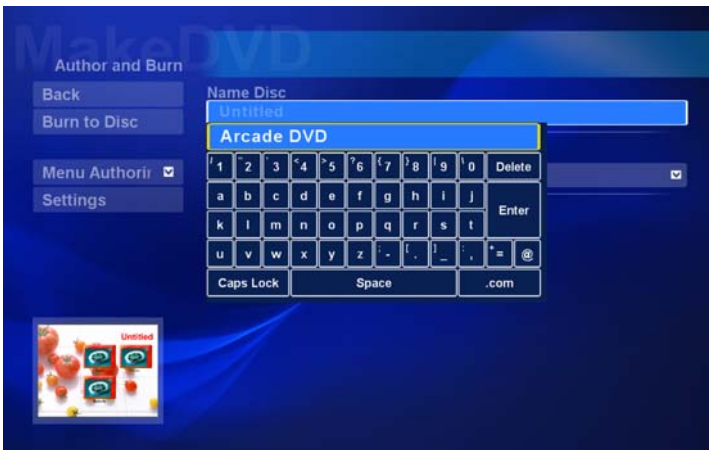 MakeDVD
Author and Burn
Back
Burn to Disc
Menu Authorin
Settings
Name Disc
Untitled
Arcade DVD
1 2 3 4 5 6 7 8 9 0 Delete
a b c d e f g h i j
Enter
k l m n o p q r s t
u v w x y z - . _ , = @
Caps Lock Space .com
Untitled